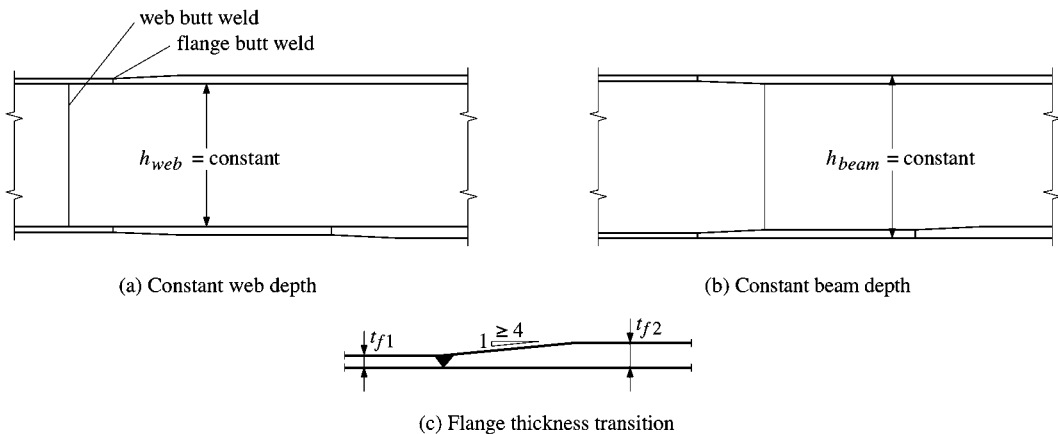 web butt weld
flange butt weld
h_web = constant
h_beam = constant
(a) Constant web depth
(b) Constant beam depth
t_f1
1
≥ 4
t_f2
(c) Flange thickness transition